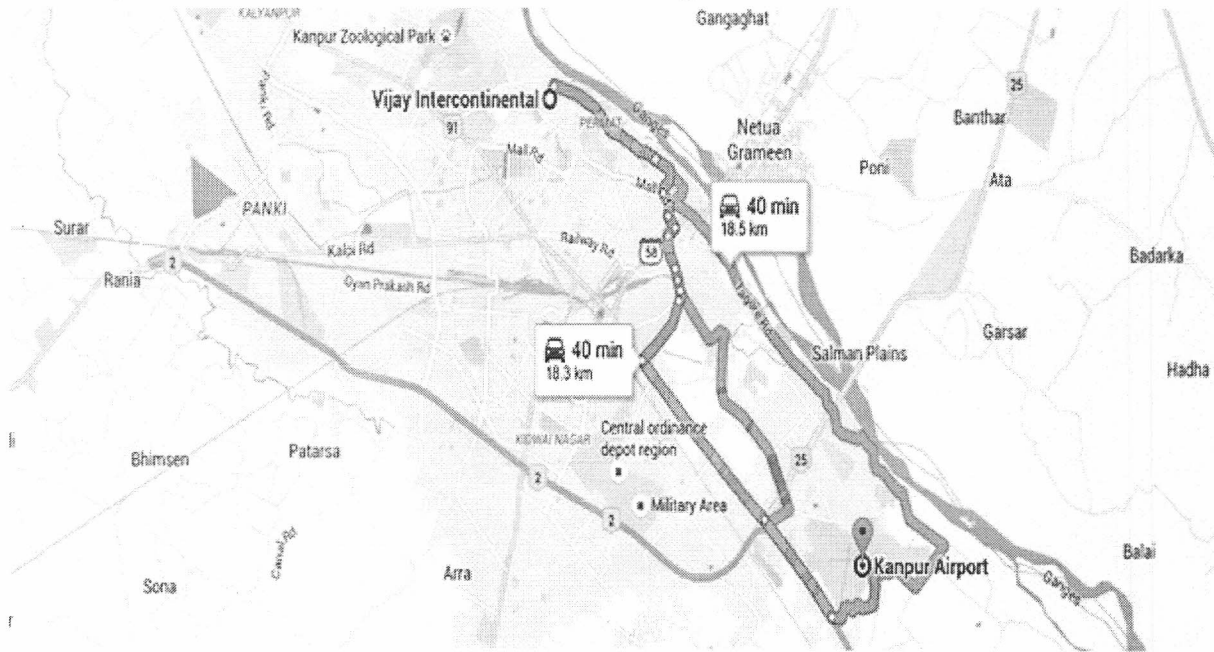 KALYANPUR
Kanpur Zoological Park
Gangaghat
25
Banthar
Vijay Intercontinental
91
Ganges
Netua
Grameen
Mall Rd
Poni
Ata
Mall
40 min
18.5 km
PANKI
Surar
Kalpi Rd
Railway Rd
58
Badarka
2
Rania
Gyan Prakash Rd
40 min
18.3 km
Salman Plains
Garsar
Hadha
Central ordinance
depot region
KIDWAI NAGAR
Patarsa
Bhimsen
25
2
Military Area
2
Kanpur Airport
Balai
Arra
Sona
Ganges